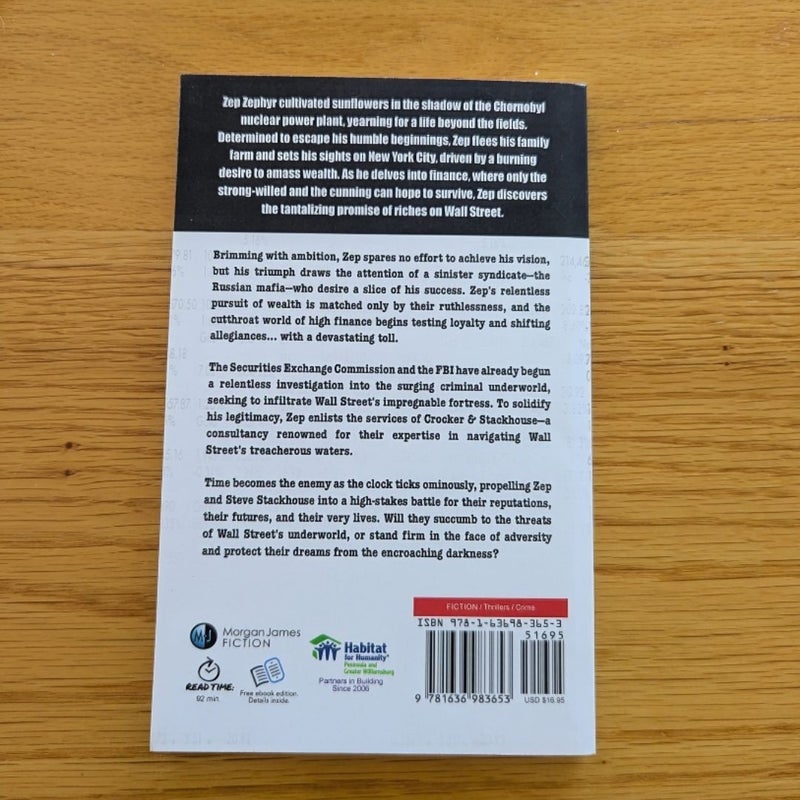 Zep Zephyr cultivated sunflowers in the shadow of the Chornobyl
nuclear power plant, yearning for a life beyond the fields.
Determined to escape his humble beginnings, Zep flees his family
farm and sets his sights on New York City, driven by a burning
desire to amass wealth. As he delves into finance, where only the
strong-willed and the cunning can hope to survive, Zep discovers
the tantalizing promise of riches on Wall Street.
Brimming with ambition, Zep spares no effort to achieve his vision,
but his triumph draws the attention of a sinister syndicate—the
Russian mafia—who desire a slice of his success. Zep's relentless
pursuit of wealth is matched only by their ruthlessness, and the
cutthroat world of high finance begins testing loyalty and shifting
allegiances... with a devastating toll.
The Securities Exchange Commission and the FBI have already begun
a relentless investigation into the surging criminal underworld,
seeking to infiltrate Wall Street's impregnable fortress. To solidify
his legitimacy, Zep enlists the services of Crocker & Stackhouse—a
consultancy renowned for their expertise in navigating Wall
Street's treacherous waters.
Time becomes the enemy as the clock ticks ominously, propelling Zep
and Steve Stackhouse into a high-stakes battle for their reputations,
their futures, and their very lives. Will they succumb to the threats
of Wall Street's underworld, or stand firm in the face of adversity
and protect their dreams from the encroaching darkness?
FICTION / Thrillers / Crime
ISBN 978-1-63698-365-3
51695
9 781636 983653
USD $16.95
MJ
Morgan James
FICTION
READ TIME:
92 min.
Free ebook edition.
Details inside.
Habitat
for Humanity®
Peninsula and
Greater Williamsburg
Partners in Building
Since 2006